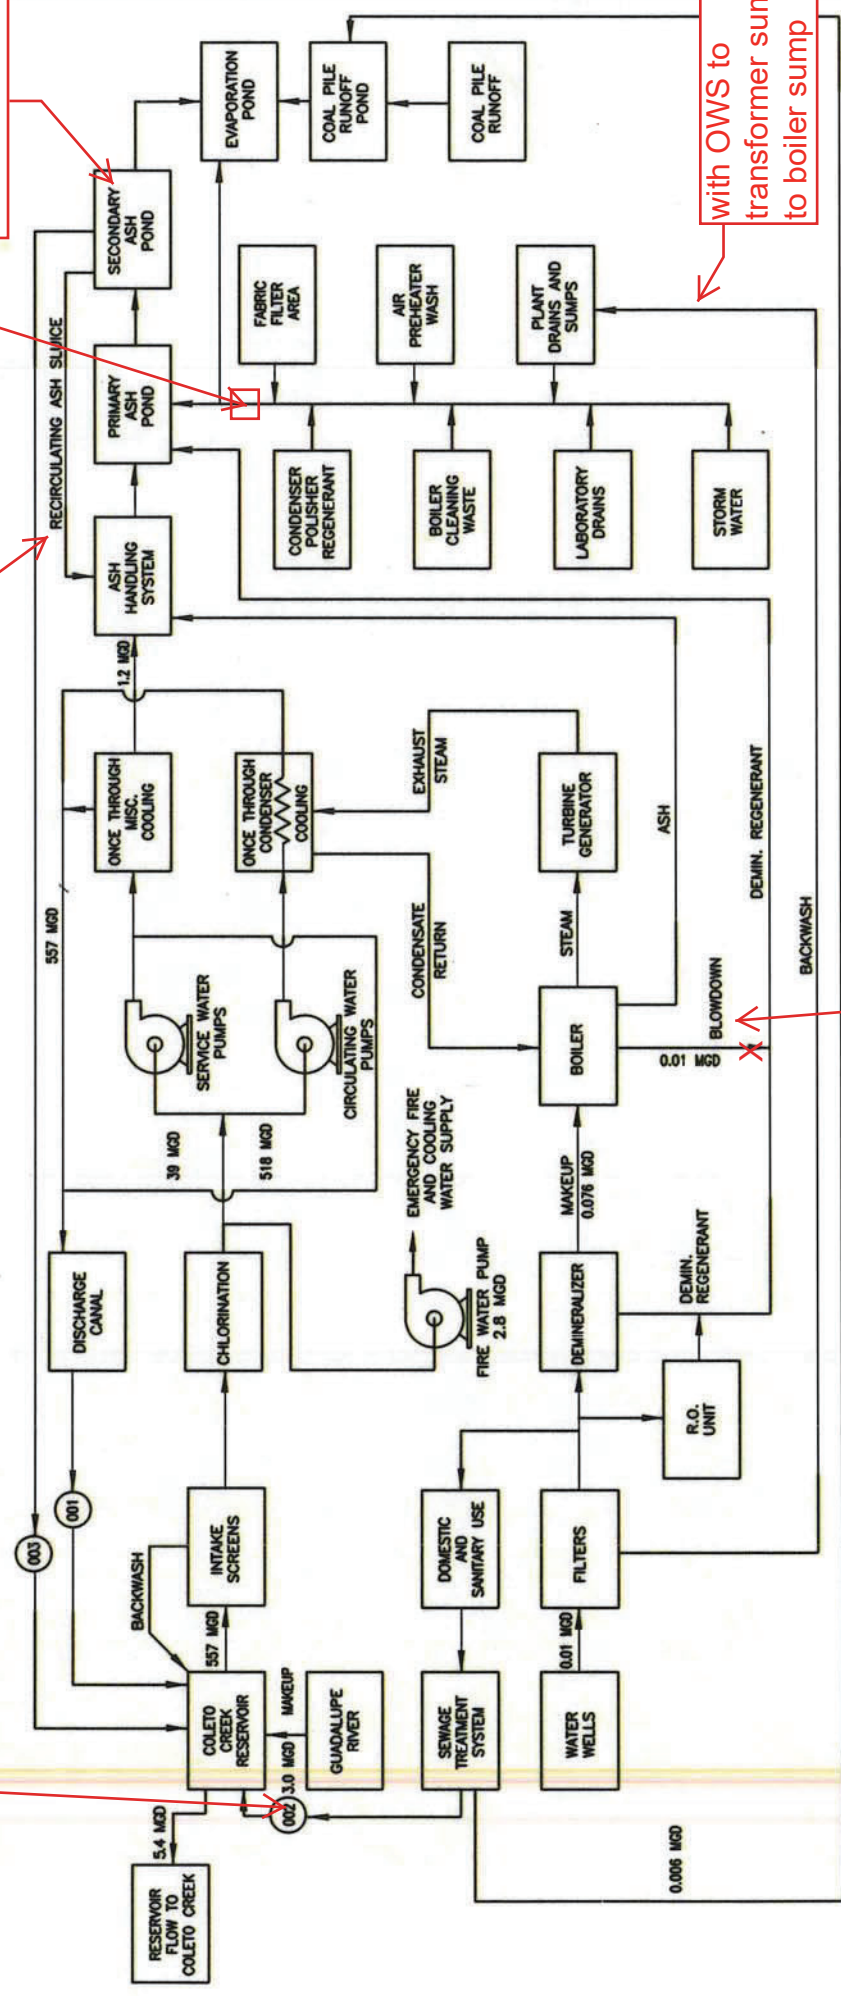 RESERVOIR
FLOW TO
COLETO CREEK
5.4 MGD
003
001
DISCHARGE
CANAL
557 MGD
RECIRCULATING ASH SLUICE
BACKWASH
COLETO
CREEK
RESERVOIR
557 MGD
INTAKE
SCREENS
CHLORINATION
39 MGD
518 MGD
SERVICE WATER
PUMPS
CIRCULATING WATER
PUMPS
ONCE THROUGH
MISC.
COOLING
1.2 MGD
ONCE THROUGH
CONDENSER
COOLING
ASH
HANDLING
SYSTEM
PRIMARY
ASH
POND
SECONDARY
ASH
POND
EVAPORATION
POND
002
3.0 MGD
MAKEUP
GUADALUPE
RIVER
COAL PILE
RUNOFF
POND
COAL PILE
RUNOFF
FABRIC
FILTER
AREA
AIR
PREHEATER
WASH
PLANT
DRAINS AND
SUMPS
CONDENSER
POLISHER
REGENERANT
BOILER
CLEANING
WASTE
LABORATORY
DRAINS
STORM
WATER
EMERGENCY FIRE
AND COOLING
WATER SUPPLY
FIRE WATER PUMP
2.8 MGD
CONDENSATE
RETURN
EXHAUST
STEAM
SEWAGE
TREATMENT
SYSTEM
DOMESTIC
AND
SANITARY USE
WATER
WELLS
0.01 MGD
FILTERS
DEMINERALIZER
MAKEUP
0.076 MGD
BOILER
STEAM
TURBINE
GENERATOR
ASH
R.O.
UNIT
DEMIN.
REGENERANT
0.01 MGD
BLOWDOWN
DEMIN. REGENERANT
BACKWASH
0.006 MGD
with OWS to
transformer
to boiler sump